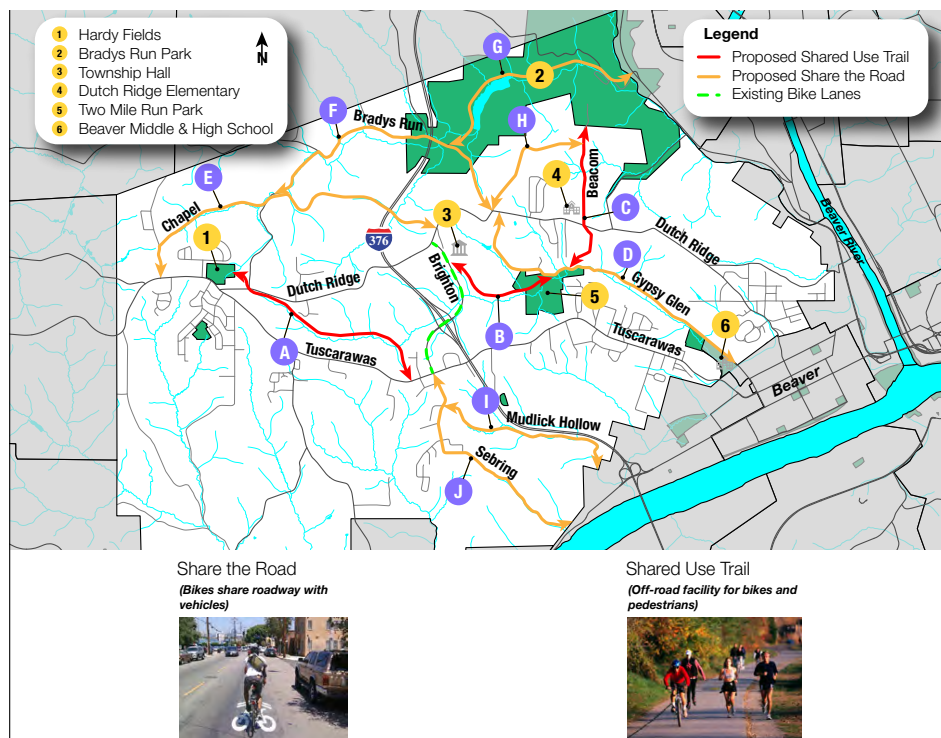 1 Hardy Fields
2 Bradys Run Park
3 Township Hall
4 Dutch Ridge Elementary
5 Two Mile Run Park
6 Beaver Middle & High School
N
Legend
Proposed Shared Use Trail
Proposed Share the Road
Existing Bike Lanes
G
2
F
Bradys Run
H
E
4
Beacom
Chapel
C
3
376
Beaver River
1
Dutch Ridge
D
Brighton
Dutch Ridge
Gypsy Glen
5
B
6
A
Tuscarawas
Tuscarawas
Beaver
I
Mudlick Hollow
Sebring
J
Share the Road
(Bikes share roadway with
vehicles)
Shared Use Trail
(Off-road facility for bikes and
pedestrians)